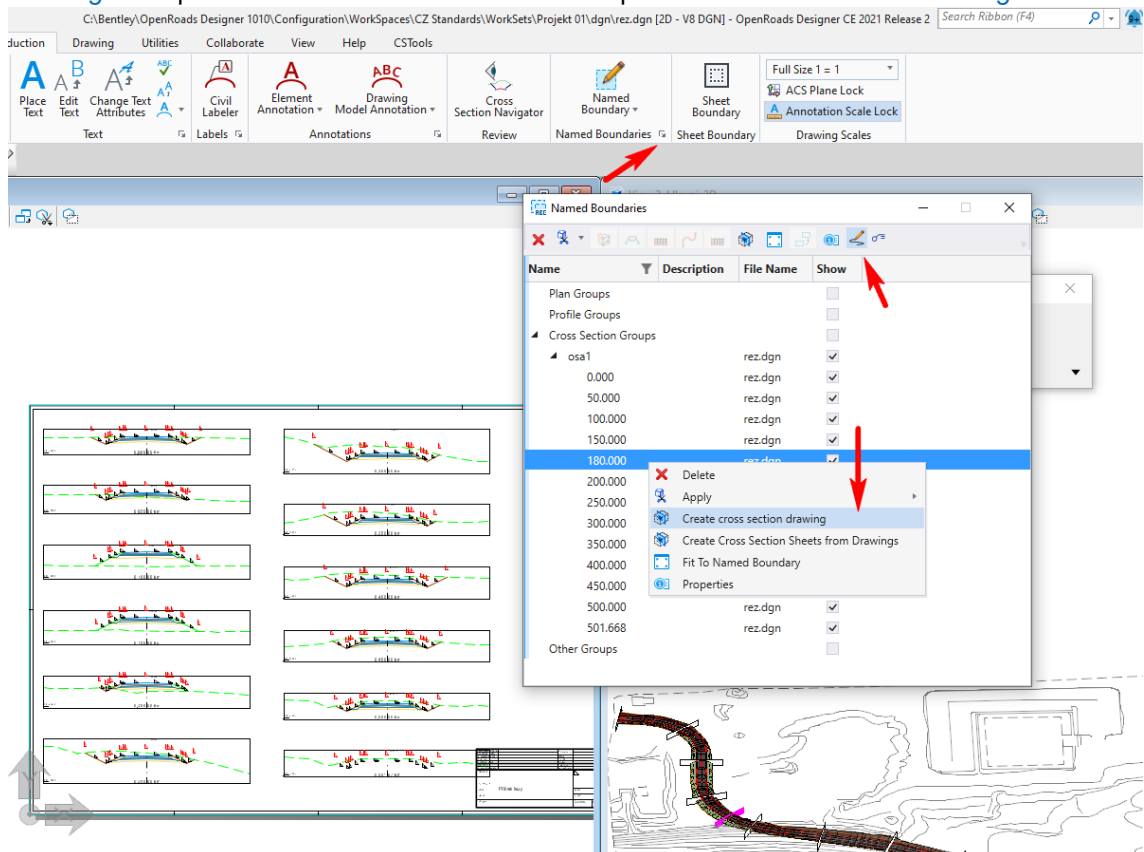 C:\Bentley\OpenRoads Designer 1010\Configuration\WorkSpaces\CZ Standards\WorkSets\Projekt 01\dgn\rez.dgn [2D - V8 DGN] - OpenRoads Designer CE 2021 Release 2
Search Ribbon (F4)
duction Drawing Utilities Collaborate View Help CSTools
Place Text
Edit Text
Change Text Attributes
Civil Labeler
Element Annotation
Drawing Model Annotation
Cross Section Navigator
Named Boundary
Sheet Boundary
Full Size 1 = 1
ACS Plane Lock
Annotation Scale Lock
Text Labels Annotations Review Named Boundaries Sheet Boundary Drawing Scales
Named Boundaries
Name Description File Name Show
Plan Groups
Profile Groups
Cross Section Groups
osa1 rez.dgn
0.000 rez.dgn
50.000 rez.dgn
100.000 rez.dgn
150.000 rez.dgn
180.000 rez.dgn
200.000
250.000
300.000
350.000
400.000
450.000
500.000 rez.dgn
501.668 rez.dgn
Other Groups
Delete
Apply
Create cross section drawing
Create Cross Section Sheets from Drawings
Fit To Named Boundary
Properties